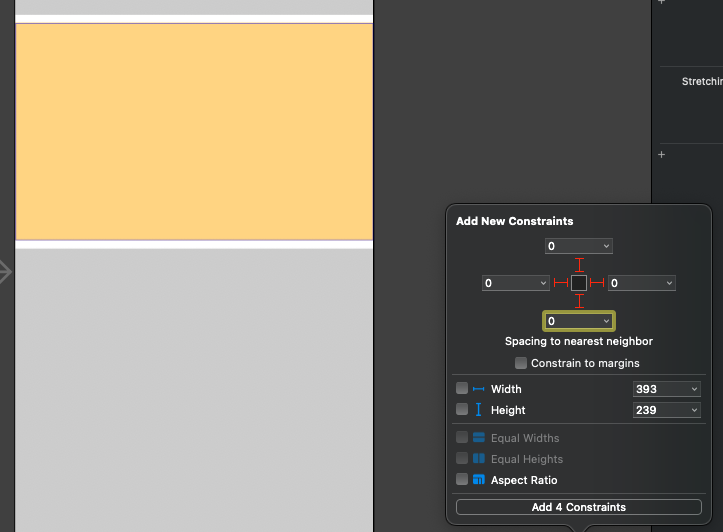 +
Stretchin
+
Add New Constraints
0
0
0
0
Spacing to nearest neighbor
Constrain to margins
Width
393
Height
239
Equal Widths
Equal Heights
Aspect Ratio
Add 4 Constraints